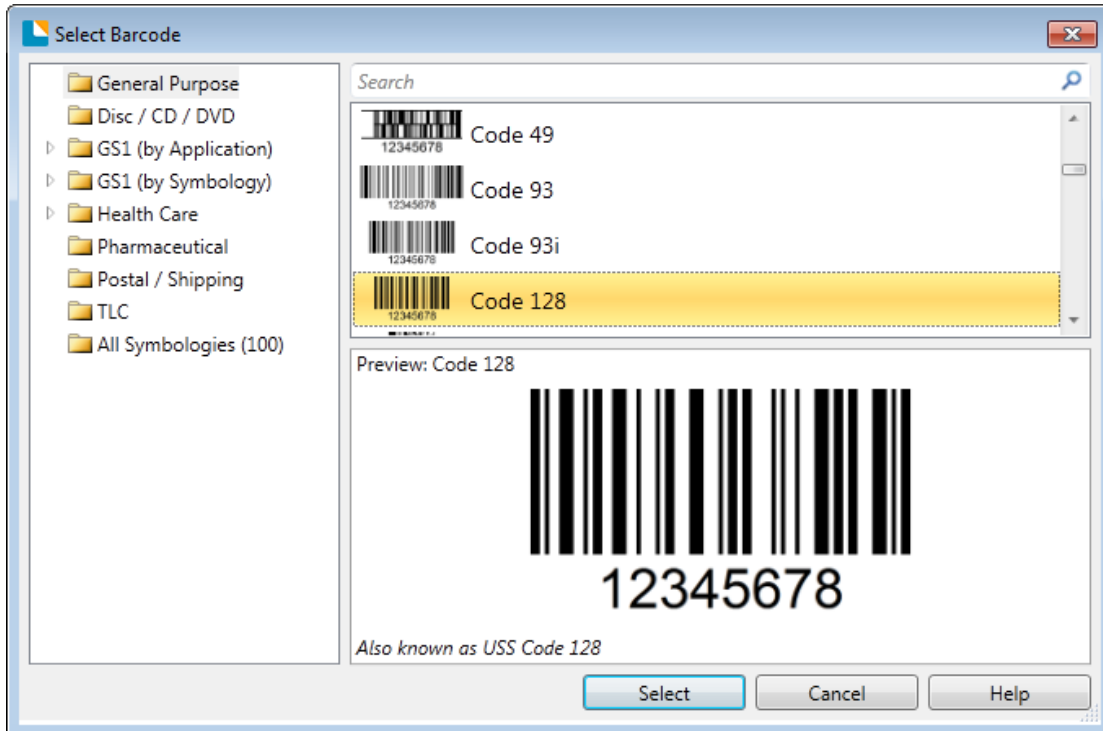 Select Barcode
General Purpose
Disc / CD / DVD
GS1 (by Application)
GS1 (by Symbology)
Health Care
Pharmaceutical
Postal / Shipping
TLC
All Symbologies (100)
Search
12345678
Code 49
12345678
Code 93
12345678
Code 93i
12345678
Code 128
Preview: Code 128
12345678
Also known as USS Code 128
Select
Cancel
Help